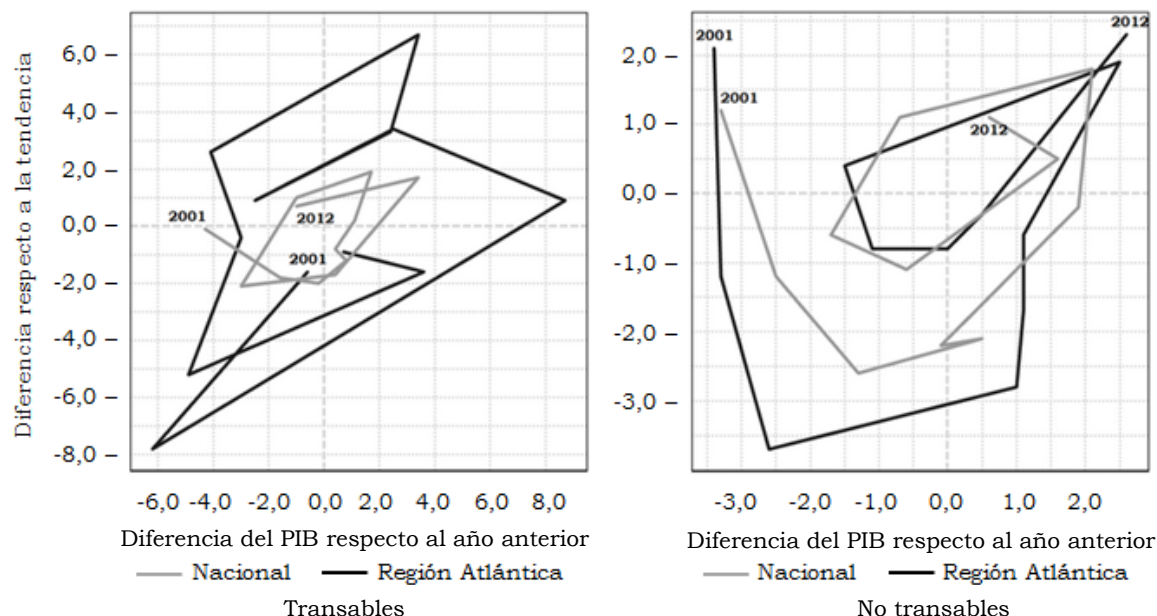 Diferencia respecto a la tendencia
6,0 –
4,0 –
2,0 –
0,0 –
-2,0 –
-4,0 –
-6,0 –
-8,0 –
2001
2012
2001
-6,0 -4,0 -2,0 0,0 2,0 4,0 6,0 8,0
Diferencia del PIB respecto al año anterior
Nacional Región Atlántica
Transables
2,0 –
1,0 –
0,0 –
-1,0 –
-2,0 –
-3,0 –
2012
2001
2001
2012
-3,0 -2,0 -1,0 0,0 1,0 2,0
Diferencia del PIB respecto al año anterior
Nacional Región Atlántica
No transables